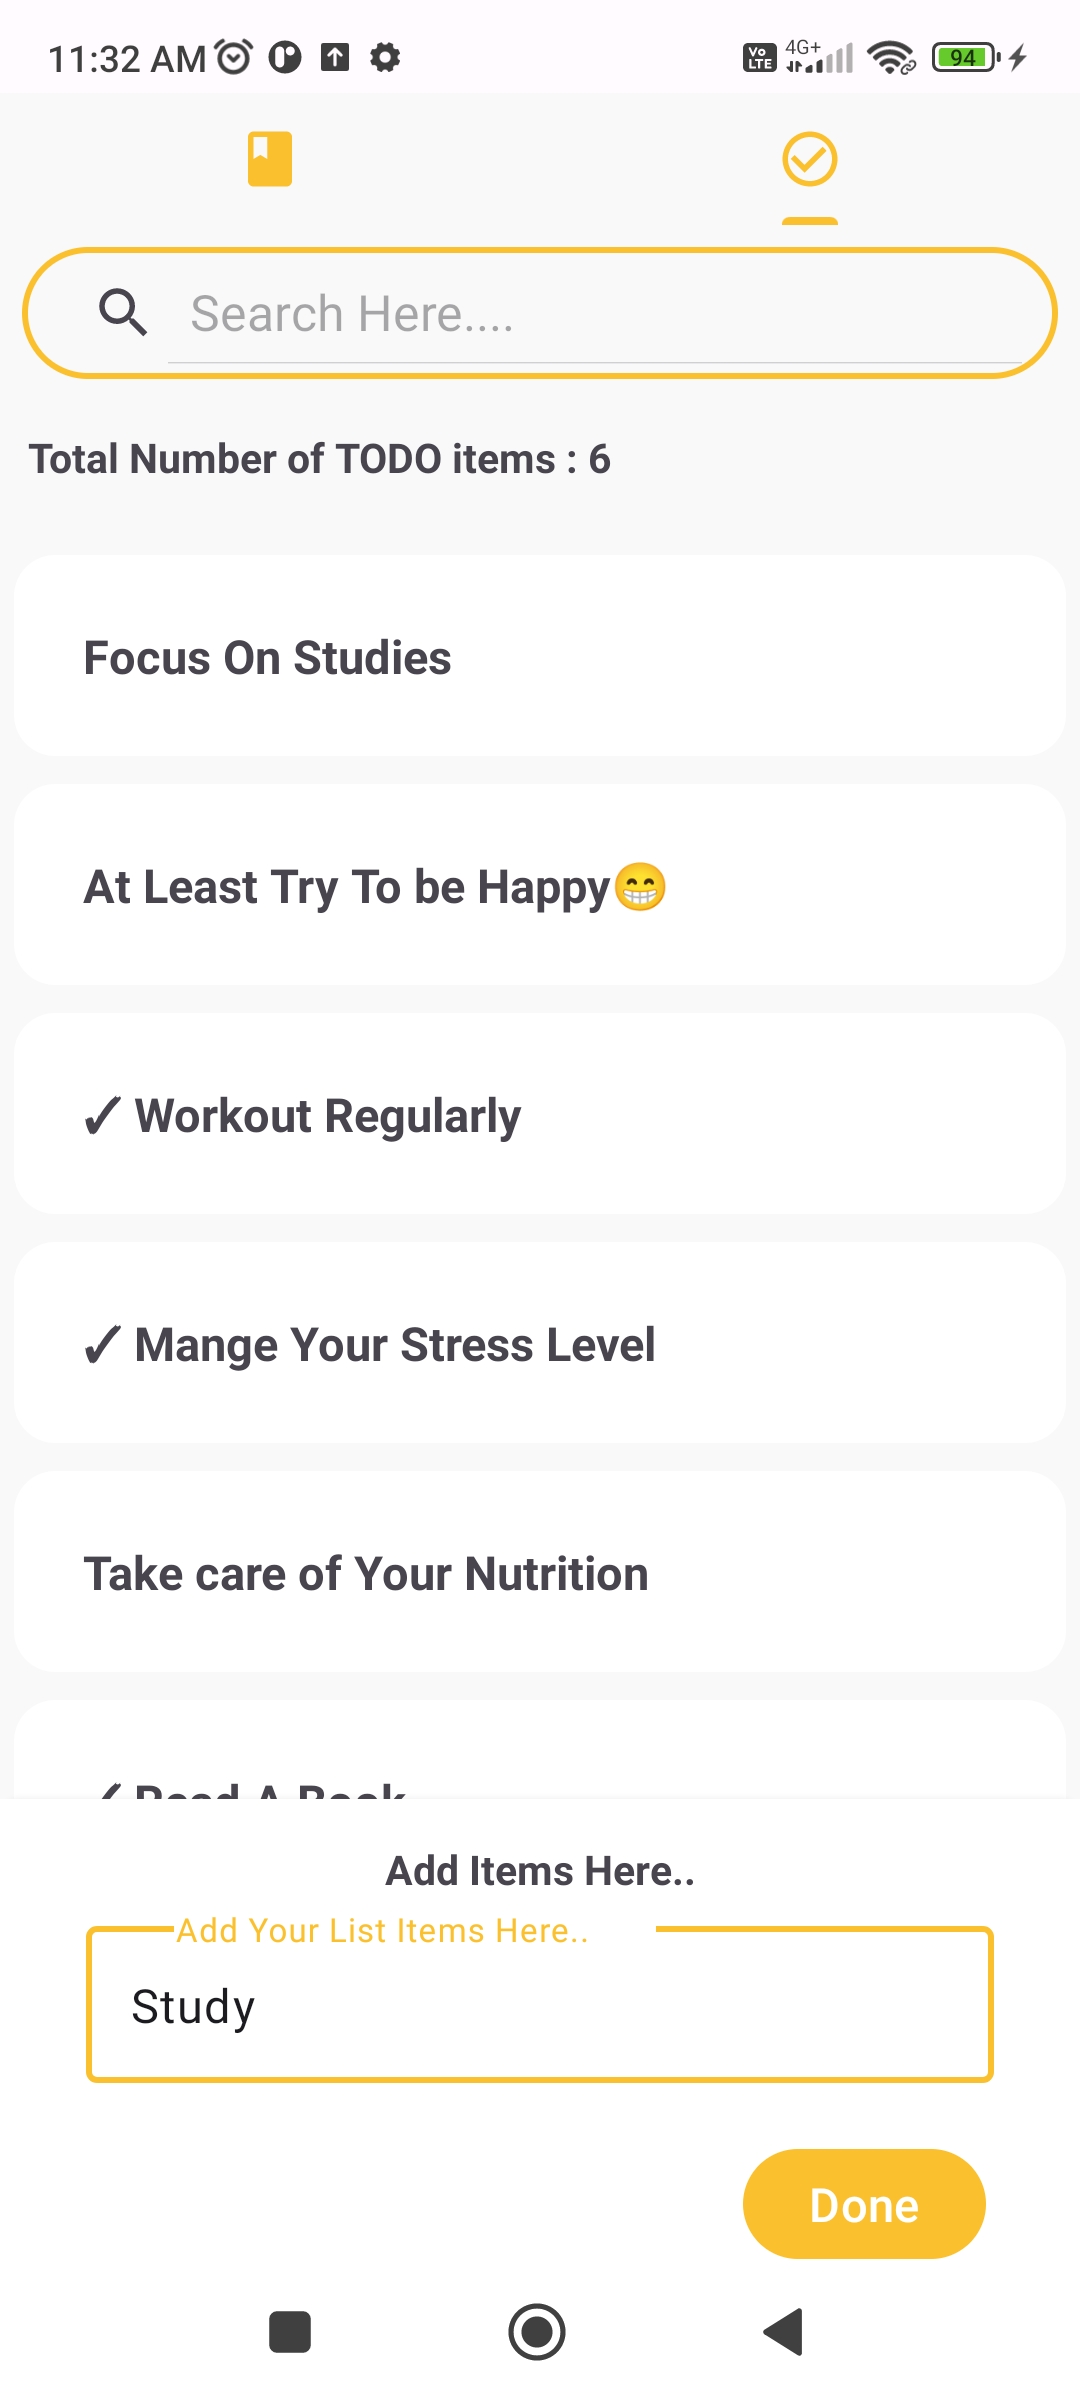 11:32 AM
Vo LTE 4G+ 94
Search Here....
Total Number of TODO items : 6
Focus On Studies
At Least Try To be Happy😁
✓ Workout Regularly
✓ Mange Your Stress Level
Take care of Your Nutrition
✓ Read A Book
Add Items Here..
Add Your List Items Here..
Study
Done